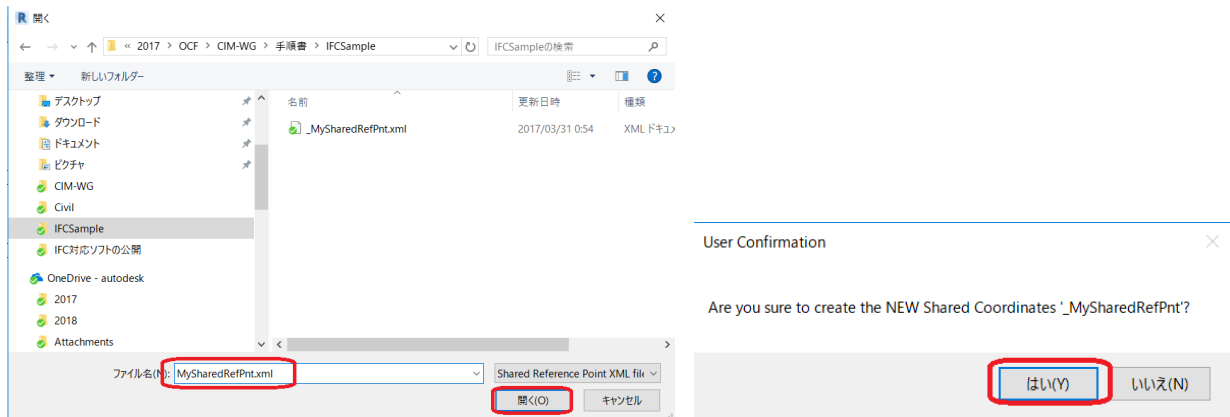 開く
« 2017 › OCF › CIM-WG › 手順書 › IFCSample
IFCSampleの検索
整理 新しいフォルダー
名前 更新日時 種類
_MySharedRefPnt.xml 2017/03/31 0:54 XML ドキュメ
デスクトップ
ダウンロード
ドキュメント
ピクチャ
CIM-WG
Civil
IFCSample
IFC対応ソフトの公開
OneDrive - autodesk
2017
2018
Attachments
ファイル名(N): MySharedRefPnt.xml
Shared Reference Point XML file
開く(O) キャンセル
User Confirmation
Are you sure to create the NEW Shared Coordinates '_MySharedRefPnt'?
はい(Y) いいえ(N)